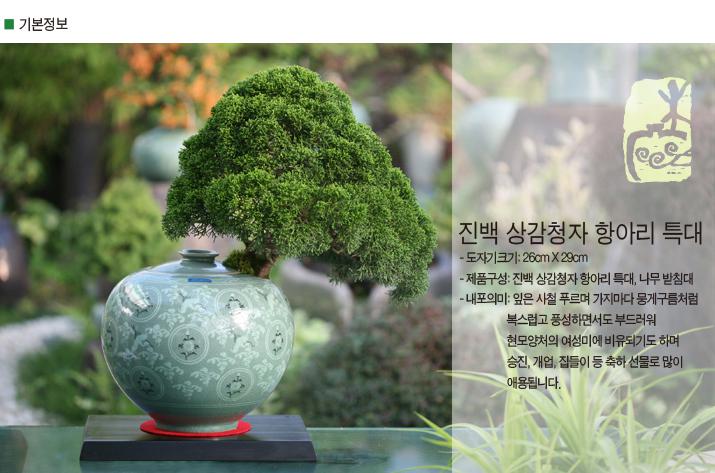 기본정보
진백 상감청자 항아리 특대
- 도자기크기: 26cm X 29cm
- 제품구성: 진백 상감청자 항아리 특대, 나무 받침대
- 내포의미: 잎은 사철 푸르며 가지마다 뭉게구름처럼
복스럽고 풍성하면서도 부드러워
현모양처의 여성미에 비유되기도 하며
승진, 개업, 집들이 등 축하 선물로 많이
애용됩니다.